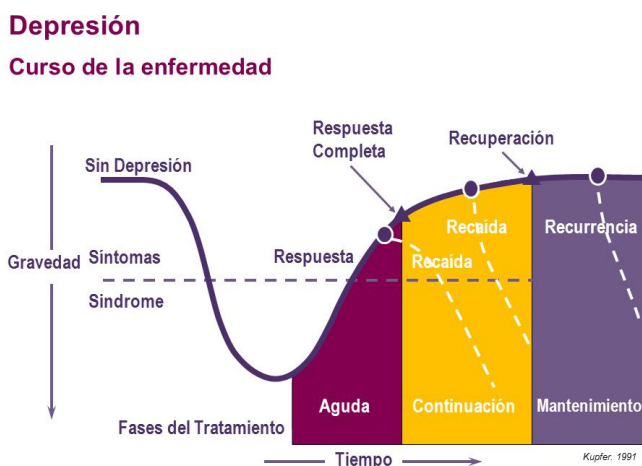 Depresión
Curso de la enfermedad
Respuesta
Completa
Recuperación
Sin Depresión
Recaída
Recurrencia
Respuesta
Recaida
Gravedad
Síntomas
Sindrome
Aguda
Continuación
Mantenimiento
Fases del Tratamiento
Tiempo
Kupfer. 1991